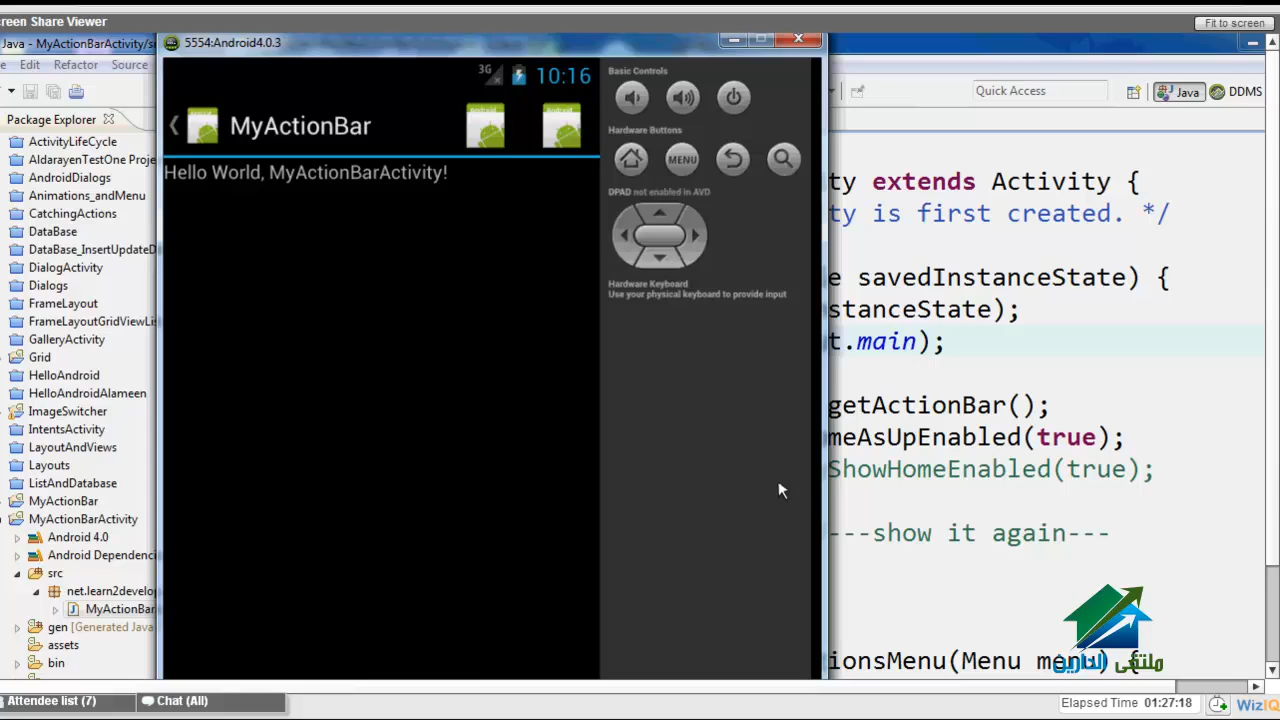 creen Share Viewer
Fit to screen
Java - MyActionbarActivity/s
5554:Android4.0.3
Edit Refactor Source
Quick Access
Java
DDMS
Package Explorer
ActivityLifeCycle
AldarayenTestOne Proje
AndroidDialogs
Animations_andMenu
CatchingActions
DataBase
DataBase_InsertUpdateD
DialogActivity
Dialogs
FrameLayout
FrameLayoutGridViewLis
GalleryActivity
Grid
HelloAndroid
HelloAndroidAlameen
ImageSwitcher
IntentsActivity
LayoutAndViews
Layouts
ListAndDatabase
MyActionBar
MyActionBarActivity
Android 4.0
Android Dependenci
src
net.learn2develo
MyActionBar
gen [Generated Java
assets
bin
3G
10:16
MyActionBar
Hello World, MyActionBarActivity!
Basic Controls
Hardware Buttons
MENU
DPAD not enabled in AVD
Hardware Keyboard
Use your physical keyboard to provide input
ty extends Activity {
ty is first created. */
e savedInstanceState) {
stanceState);
t.main);
getActionBar();
meAsUpEnabled(true);
ShowHomeEnabled(true);
---show it again---
ionsMenu(Menu menu) {
ملتقى الدارين
Attendee list (7)
Chat (All)
Elapsed Time 01:27:18
WizIQ